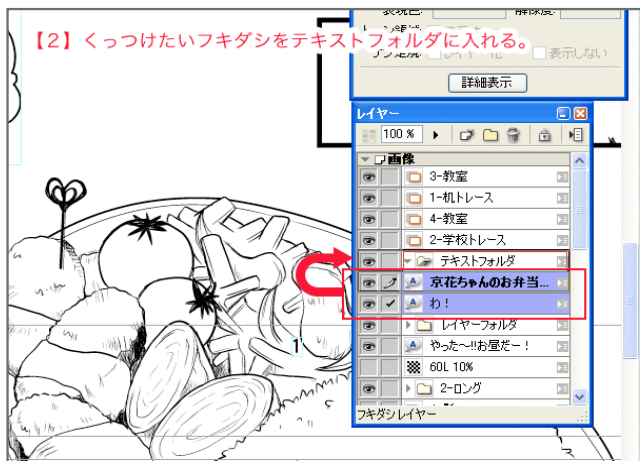 【2】くっつけたいフキダシをテキストフォルダに入れる。
表示しない
詳細表示
レイヤー
100 %
画像
3-教室
1-机トレース
4-教室
2-学校トレース
テキストフォルダ
京花ちゃんのお弁当...
わ!
レイヤーフォルダ
やった〜!!お昼だー!
60L 10%
2-ロング
フキダシレイヤー
1